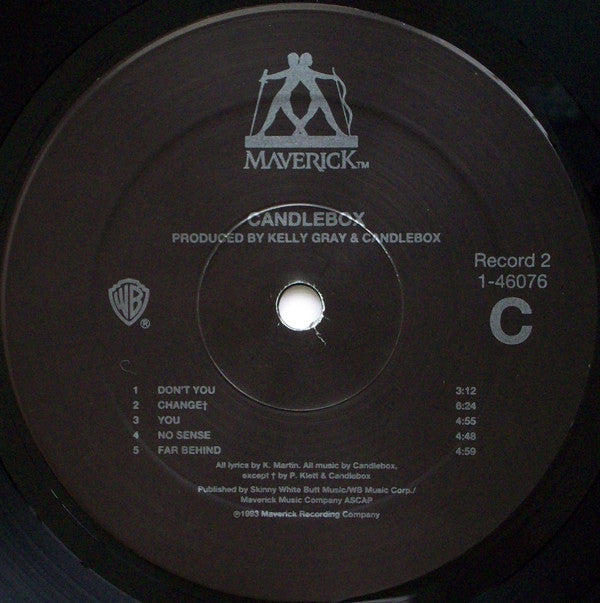 MAVERICK™
CANDLEBOX
PRODUCED BY KELLY GRAY & CANDLEBOX
Record 2
1-46076
C
WB
®
1 DON'T YOU 3:12
2 CHANGE† 6:24
3 YOU 4:55
4 NO SENSE 4:48
5 FAR BEHIND 4:59
All lyrics by K. Martin. All music by Candlebox,
except † by P. Klett & Candlebox
Published by Skinny White Butt Music/WB Music Corp./
Maverick Music Company ASCAP
℗1993 Maverick Recording Company